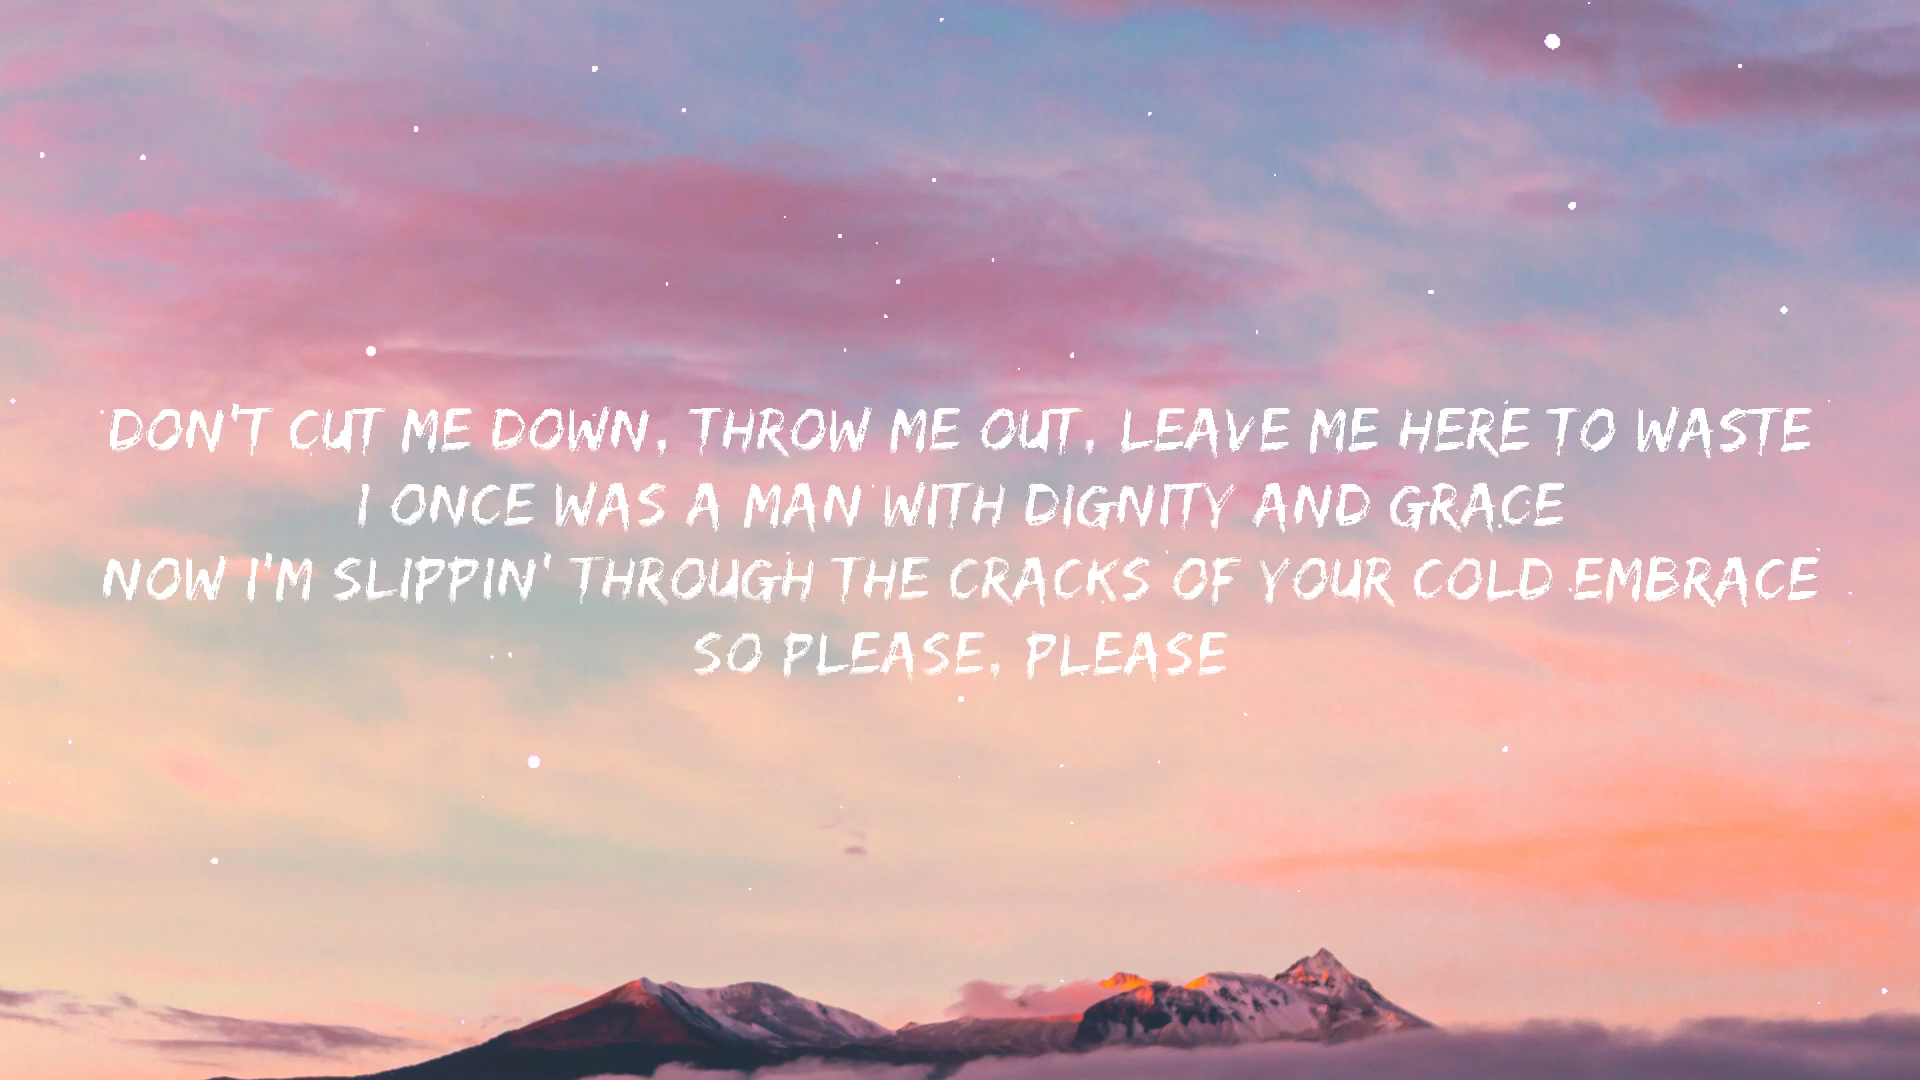 DON'T CUT ME DOWN, THROW ME OUT, LEAVE ME HERE TO WASTE
I ONCE WAS A MAN WITH DIGNITY AND GRACE
NOW I'M SLIPPIN' THROUGH THE CRACKS OF YOUR COLD EMBRACE
SO PLEASE, PLEASE